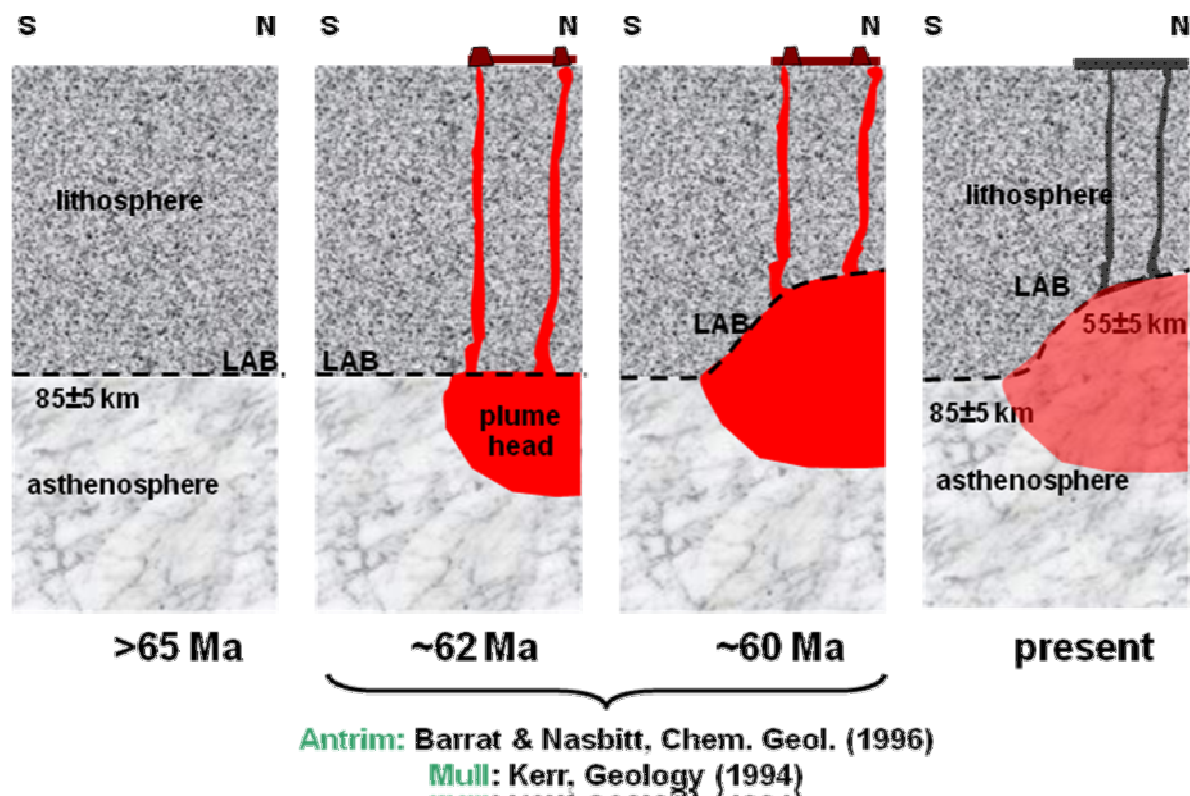 S N S N S N S N
lithosphere
lithosphere
LAB
LAB
55±5 km
LAB
LAB
85±5 km
plume
head
85±5 km
asthenosphere
asthenosphere
>65 Ma
~62 Ma
~60 Ma
present
Antrim: Barrat & Nasbitt, Chem. Geol. (1996)
Mull: Kerr, Geology (1994)